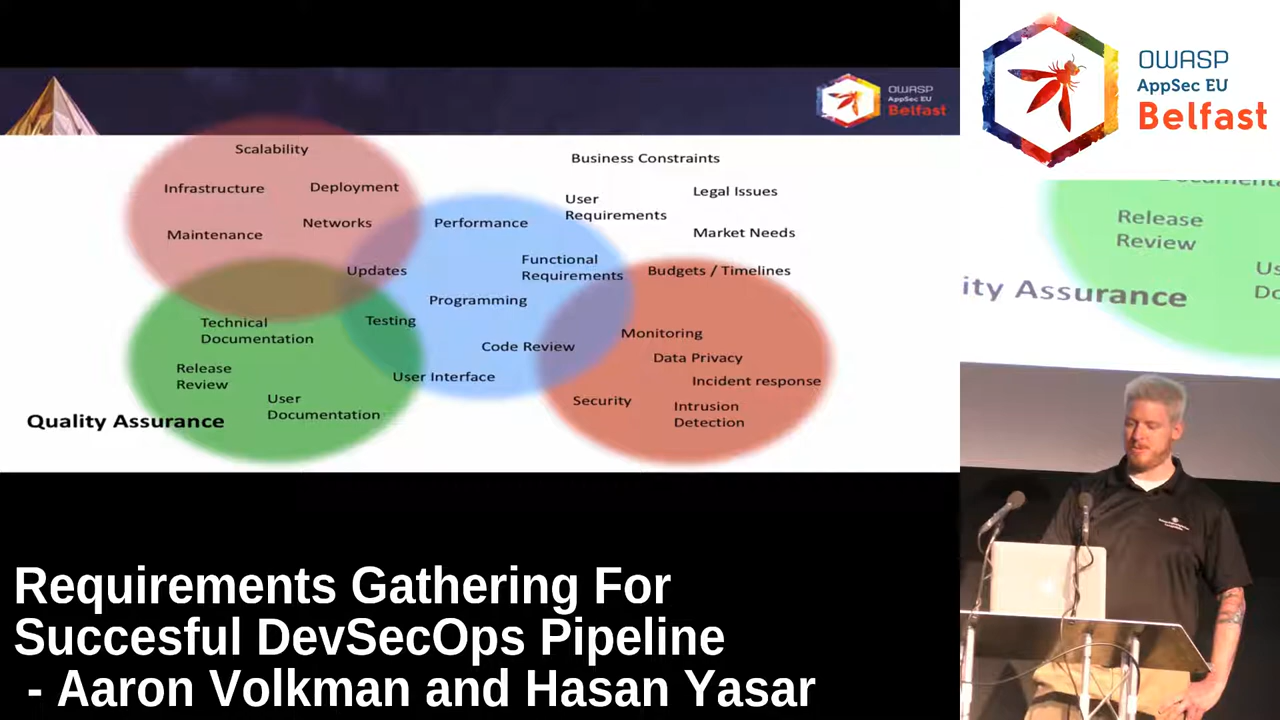 OWASP
AppSec EU
Belfast
Scalability
Infrastructure
Deployment
Networks
Maintenance
Updates
Performance
Functional
Requirements
Programming
Testing
Code Review
User Interface
Business Constraints
User
Requirements
Legal Issues
Market Needs
Budgets / Timelines
Monitoring
Data Privacy
Incident response
Security
Intrusion
Detection
Technical
Documentation
Release
Review
User
Documentation
Quality Assurance
OWASP
AppSec EU
Belfast
Release
Review
ity Assurance
Us
Do
Requirements Gathering For
Succesful DevSecOps Pipeline
- Aaron Volkman and Hasan Yasar